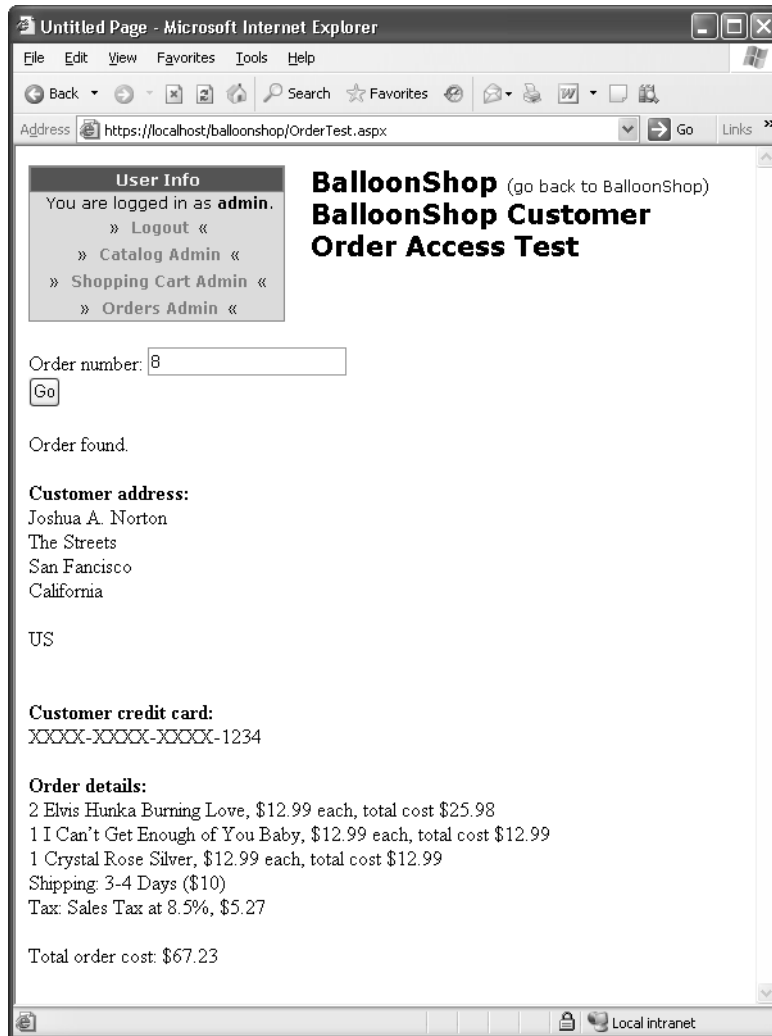 Untitled Page - Microsoft Internet Explorer
File Edit View Favorites Tools Help
Back Search Favorites
Address https://localhost/balloonshop/OrderTest.aspx Go Links »
User Info
You are logged in as admin.
» Logout «
» Catalog Admin «
» Shopping Cart Admin «
» Orders Admin «
BalloonShop (go back to BalloonShop)
BalloonShop Customer
Order Access Test
Order number: 8
Go
Order found.
Customer address:
Joshua A. Norton
The Streets
San Fancisco
California
US
Customer credit card:
XXXX-XXXX-XXXX-1234
Order details:
2 Elvis Hunka Burning Love, $12.99 each, total cost $25.98
1 I Can’t Get Enough of You Baby, $12.99 each, total cost $12.99
1 Crystal Rose Silver, $12.99 each, total cost $12.99
Shipping: 3-4 Days ($10)
Tax: Sales Tax at 8.5%, $5.27
Total order cost: $67.23
Local intranet